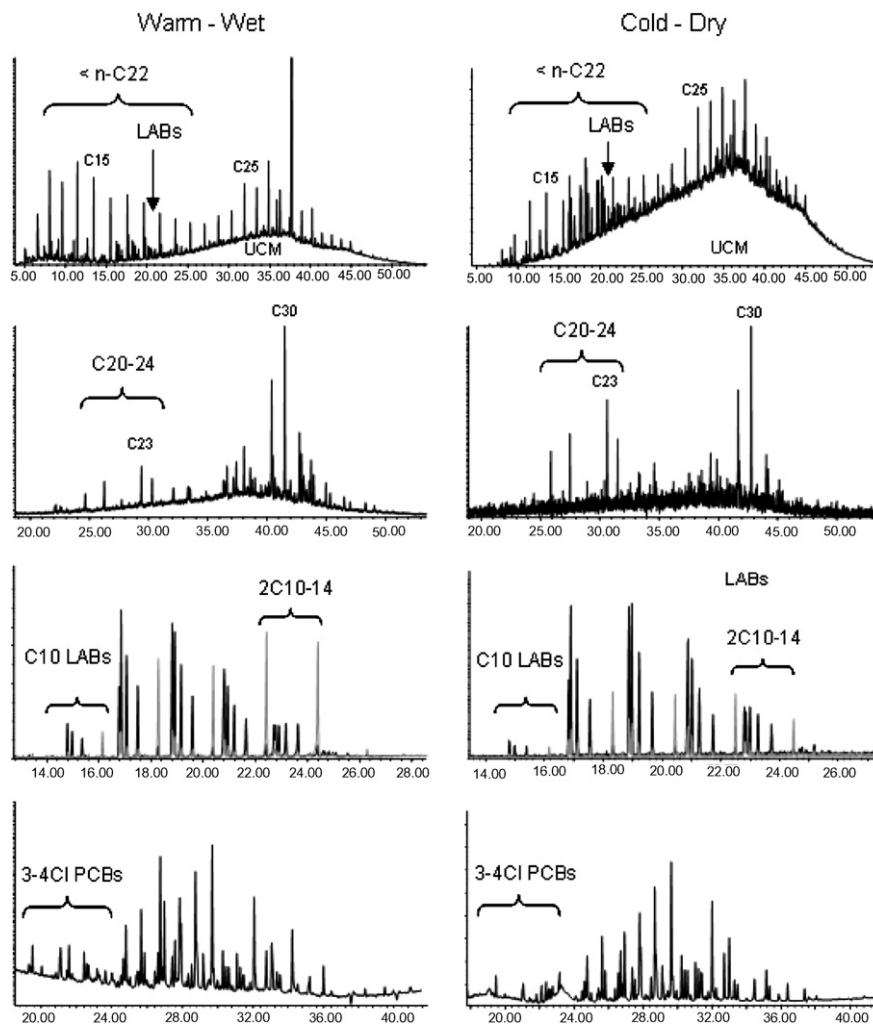 Warm - Wet
Cold - Dry
< n-C22
LABs
C15
C25
UCM
5.00 10.00 15.00 20.00 25.00 30.00 35.00 40.00 45.00 50.00
< n-C22
LABs
C15
C25
UCM
5.00 10.00 15.00 20.00 25.00 30.00 35.00 40.00 45.00 50.00
C20-24
C23
C30
20.00 25.00 30.00 35.00 40.00 45.00 50.00
C20-24
C23
C30
20.00 25.00 30.00 35.00 40.00 45.00 50.00
C10 LABs
2C10-14
14.00 16.00 18.00 20.00 22.00 24.00 26.00 28.00
LABs
C10 LABs
2C10-14
14.00 16.00 18.00 20.00 22.00 24.00 26.00
3-4Cl PCBs
20.00 24.00 28.00 32.00 36.00 40.00
3-4Cl PCBs
20.00 24.00 28.00 32.00 36.00 40.00